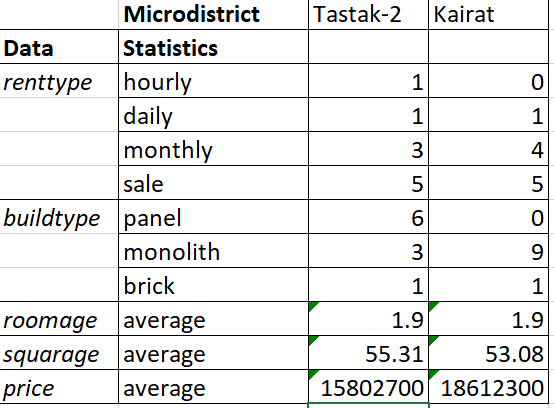 Microdistrict Tastak-2 Kairat
Data Statistics
renttype hourly 1 0
daily 1 1
monthly 3 4
sale 5 5
buildtype panel 6 0
monolith 3 9
brick 1 1
roomage average 1.9 1.9
squarage average 55.31 53.08
price average 15802700 18612300